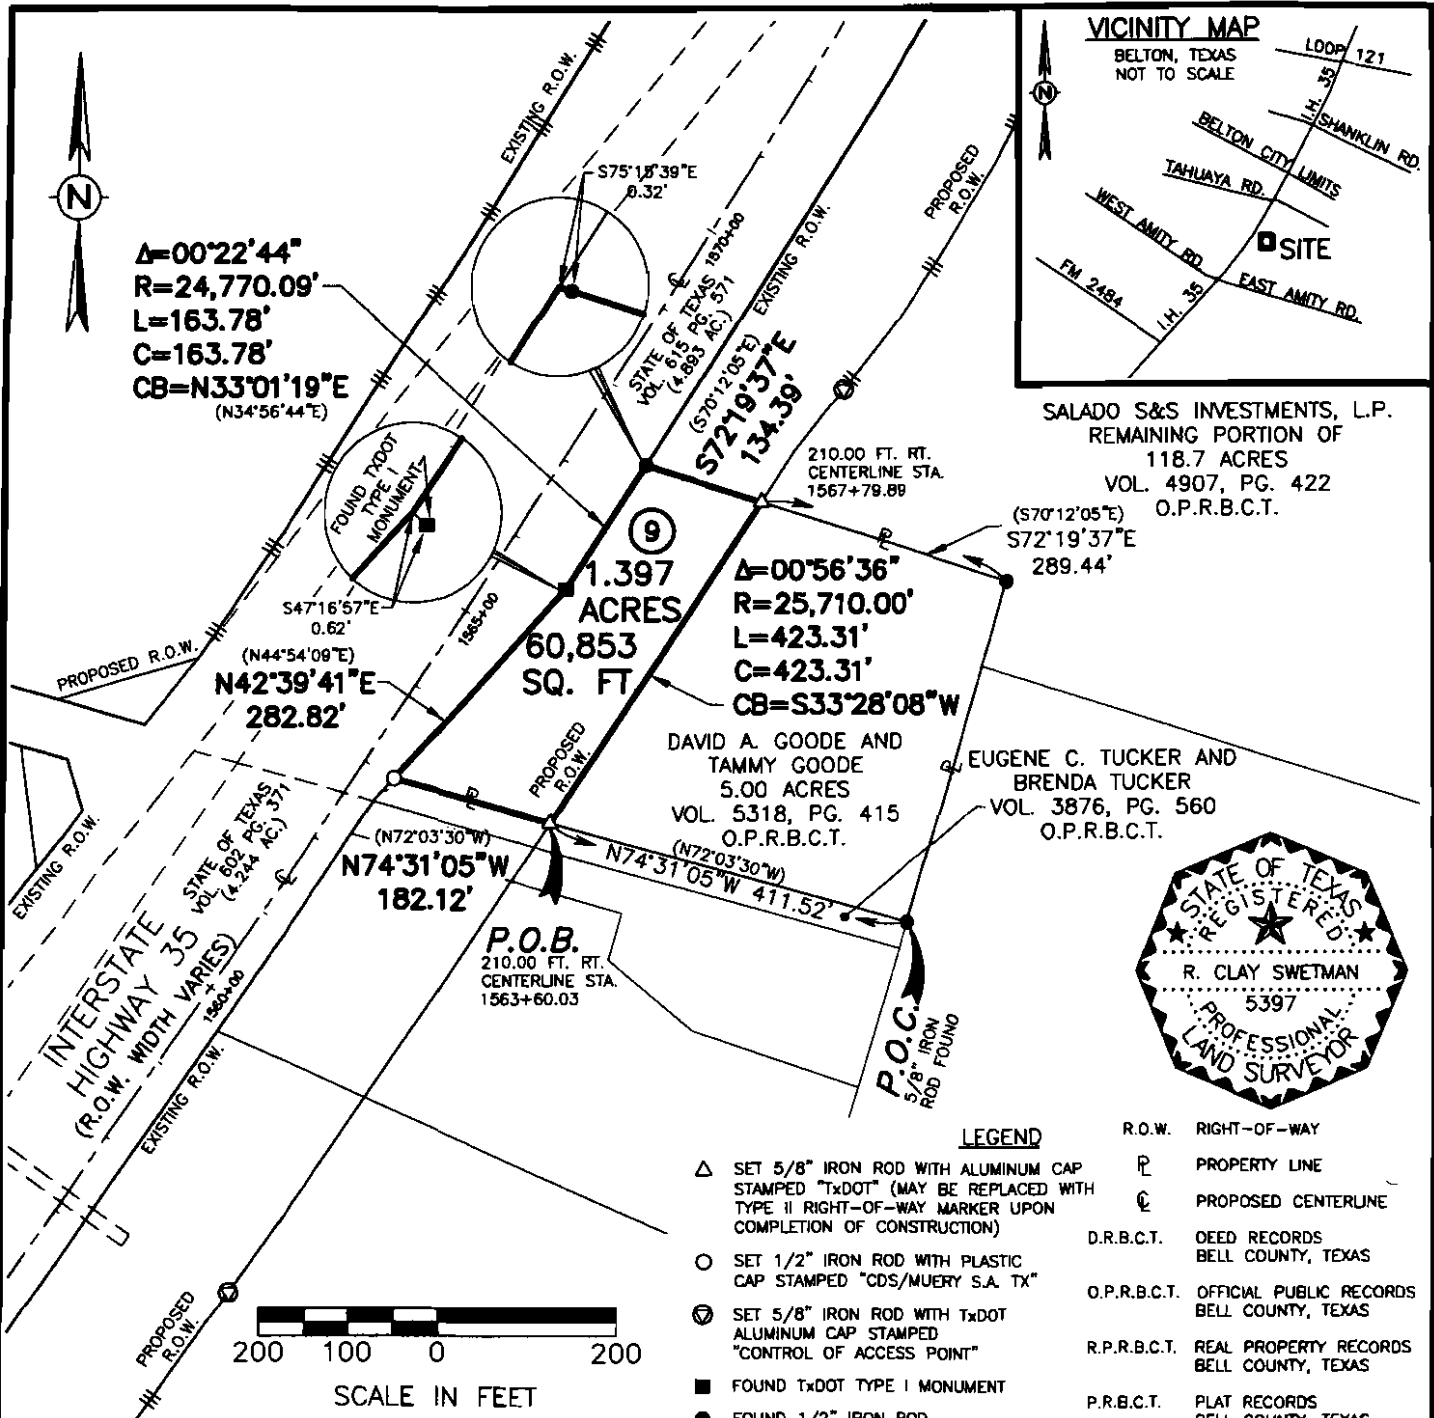 VICINITY MAP
BELTON, TEXAS
NOT TO SCALE
N
LOOP 121
I.H. 35
SHANKLIN RD.
BELTON CITY LIMITS
TAHUAYA RD.
WEST AMITY RD.
SITE
FM 2484
I.H. 35
EAST AMITY RD.
N
EXISTING R.O.W.
S75°15'39"E
0.32'
PROPOSED
R.O.W.
Δ=00°22'44"
R=24,770.09'
L=163.78'
C=163.78'
CB=N33°01'19"E
(N34°56'44"E)
1570+00
STATE OF TEXAS
VOL. 615 PG. 571
(4.893 AC.)
EXISTING R.O.W.
(S70°12'05"E)
S72°19'37"E
134.39'
SALADO S&S INVESTMENTS, L.P.
REMAINING PORTION OF
118.7 ACRES
VOL. 4907, PG. 422
O.P.R.B.C.T.
FOUND TXDOT
TYPE I
MONUMENT
210.00 FT. RT.
CENTERLINE STA.
1567+79.89
(S70°12'05"E)
S72°19'37"E
289.44'
9
1.397
ACRES
60,853
SQ. FT
Δ=00°56'36"
R=25,710.00'
L=423.31'
C=423.31'
CB=S33°28'08"W
S47°16'57"E
0.62'
1565+00
PROPOSED R.O.W.
(N44°54'09"E)
N42°39'41"E
282.82'
PROPOSED
R.O.W.
DAVID A. GOODE AND
TAMMY GOODE
5.00 ACRES
VOL. 5318, PG. 415
O.P.R.B.C.T.
EUGENE C. TUCKER AND
BRENDA TUCKER
VOL. 3876, PG. 560
O.P.R.B.C.T.
EXISTING R.O.W.
STATE OF TEXAS
VOL. 602 PG. 371
(4.244 AC.)
(N72°03'30"W)
N74°31'05"W
182.12'
(N72°03'30"W)
N74°31'05"W 411.52'
P.O.B.
210.00 FT. RT.
CENTERLINE STA.
1563+60.03
INTERSTATE
HIGHWAY 35
(R.O.W. WIDTH VARIES)
1560+00
EXISTING R.O.W.
P.O.C.
5/8" IRON
ROD FOUND
STATE OF TEXAS
REGISTERED
R. CLAY SWETMAN
5397
PROFESSIONAL
LAND SURVEYOR
PROPOSED
R.O.W.
200 100 0 200
SCALE IN FEET
LEGEND
SET 5/8" IRON ROD WITH ALUMINUM CAP
STAMPED "TxDOT" (MAY BE REPLACED WITH
TYPE II RIGHT-OF-WAY MARKER UPON
COMPLETION OF CONSTRUCTION)
SET 1/2" IRON ROD WITH PLASTIC
CAP STAMPED "CDS/MUERY S.A. TX"
SET 5/8" IRON ROD WITH TxDOT
ALUMINUM CAP STAMPED
"CONTROL OF ACCESS POINT"
FOUND TxDOT TYPE I MONUMENT
FOUND 1/2" IRON ROD
R.O.W. RIGHT-OF-WAY
PROPERTY LINE
PROPOSED CENTERLINE
D.R.B.C.T. DEED RECORDS
BELL COUNTY, TEXAS
O.P.R.B.C.T. OFFICIAL PUBLIC RECORDS
BELL COUNTY, TEXAS
R.P.R.B.C.T. REAL PROPERTY RECORDS
BELL COUNTY, TEXAS
P.R.B.C.T. PLAT RECORDS
BELL COUNTY, TEXAS